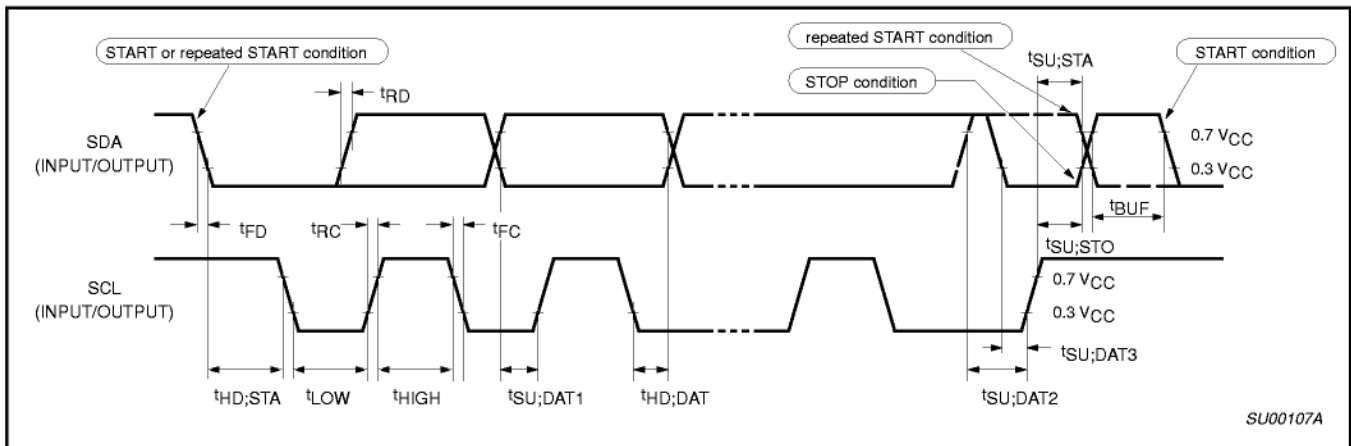 START or repeated START condition
repeated START condition
tSU;STA
START condition
STOP condition
tRD
SDA
(INPUT/OUTPUT)
0.7 VCC
0.3 VCC
tFD
tRC
tFC
tBUF
tSU;STO
SCL
(INPUT/OUTPUT)
0.7 VCC
0.3 VCC
tSU;DAT3
tHD;STA
tLOW
tHIGH
tSU;DAT1
tHD;DAT
tSU;DAT2
SU00107A